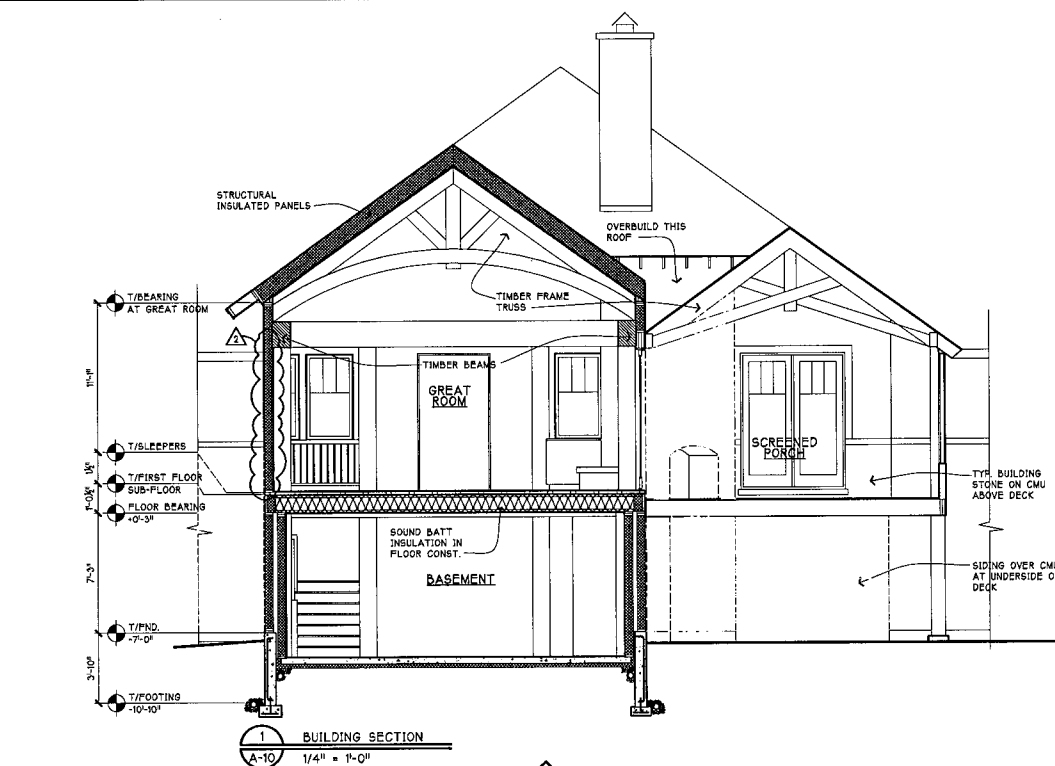 STRUCTURAL
INSULATED PANELS
OVERBUILD THIS
ROOF
T/BEARING
AT GREAT ROOM
TIMBER FRAME
TRUSS
2
TIMBER BEAMS
11'-1"
GREAT
ROOM
SCREENED
PORCH
T/SLEEPERS
1½"
T/FIRST FLOOR
SUB-FLOOR
TYP. BUILDING
STONE ON CMU
ABOVE DECK
FLOOR BEARING
+0'-3"
SOUND BATT
INSULATION IN
FLOOR CONST.
BASEMENT
7'-3"
SIDING OVER CMU
AT UNDERSIDE O
DECK
T/FND.
-7'-0"
3'-10"
T/FOOTING
-10'-10"
1
BUILDING SECTION
A-10
1/4" = 1'-0"